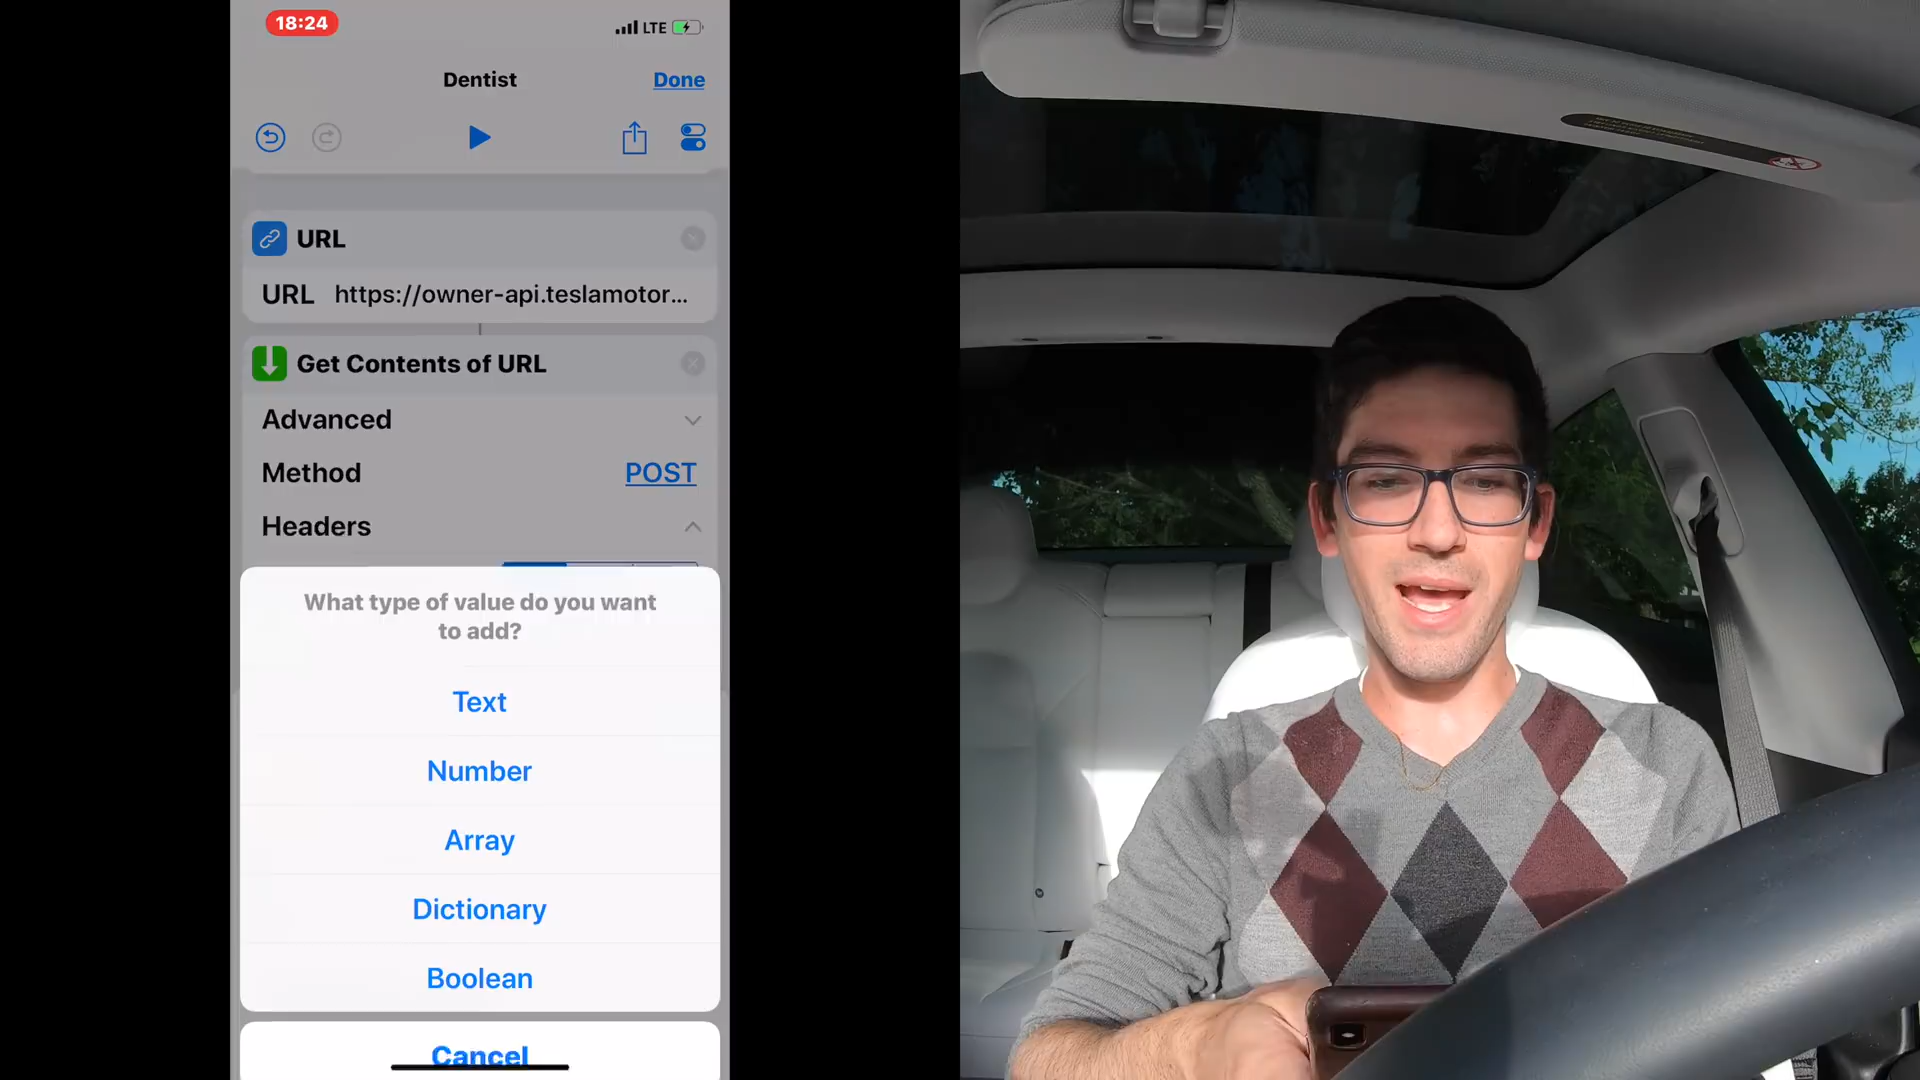 18:24
LTE
Dentist
Done
URL
URL https://owner-api.teslamotor...
Get Contents of URL
Advanced
Method POST
Headers
What type of value do you want
to add?
Text
Number
Array
Dictionary
Boolean
Cancel